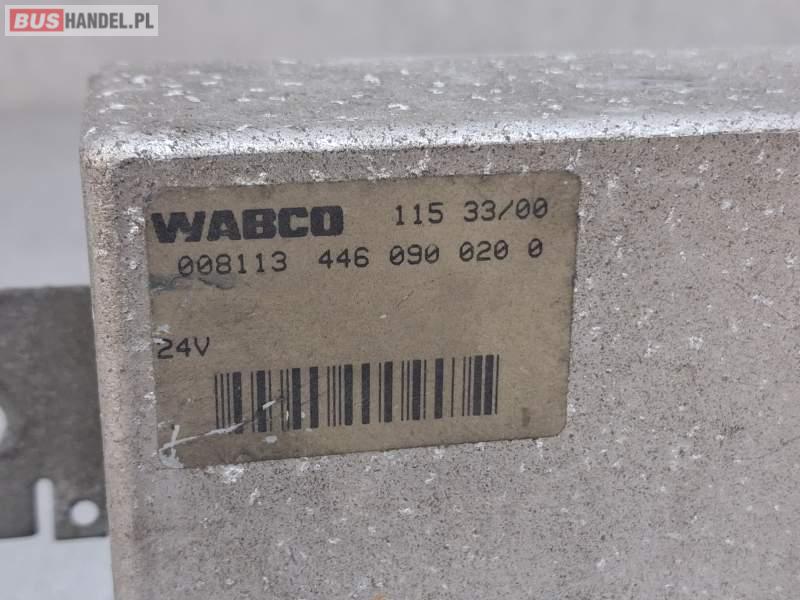 BUSHANDEL.PL
WABCO 115 33/00
008113 446 090 020 0
24V